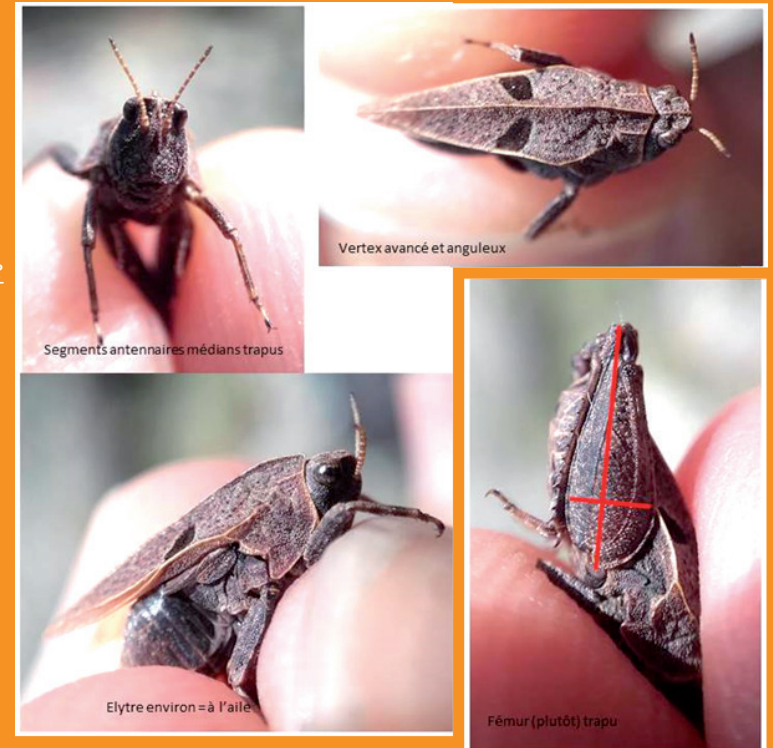 Vertex avancé et anguleux
Segments antennaires médians trapus
Elytre environ = à l'aile
Fémur (plutôt) trapu